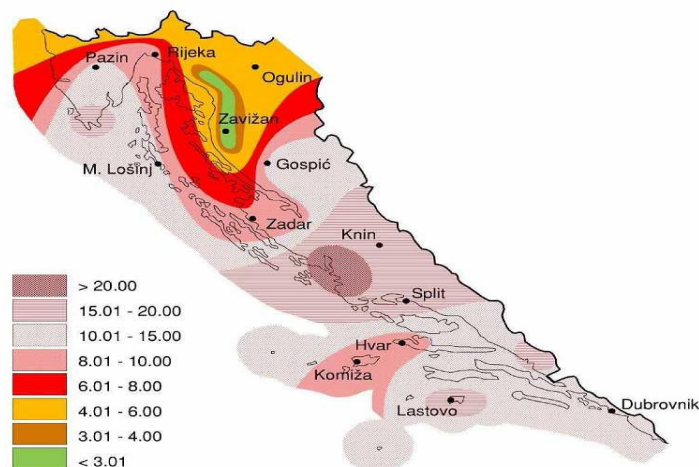 Pazin
Rijeka
Ogulin
Zavižan
M. Lošinj
Gospić
Zadar
Knin
Split
Hvar
Komiža
Lastovo
Dubrovnik
> 20.00
15.01 - 20.00
10.01 - 15.00
8.01 - 10.00
6.01 - 8.00
4.01 - 6.00
3.01 - 4.00
< 3.01